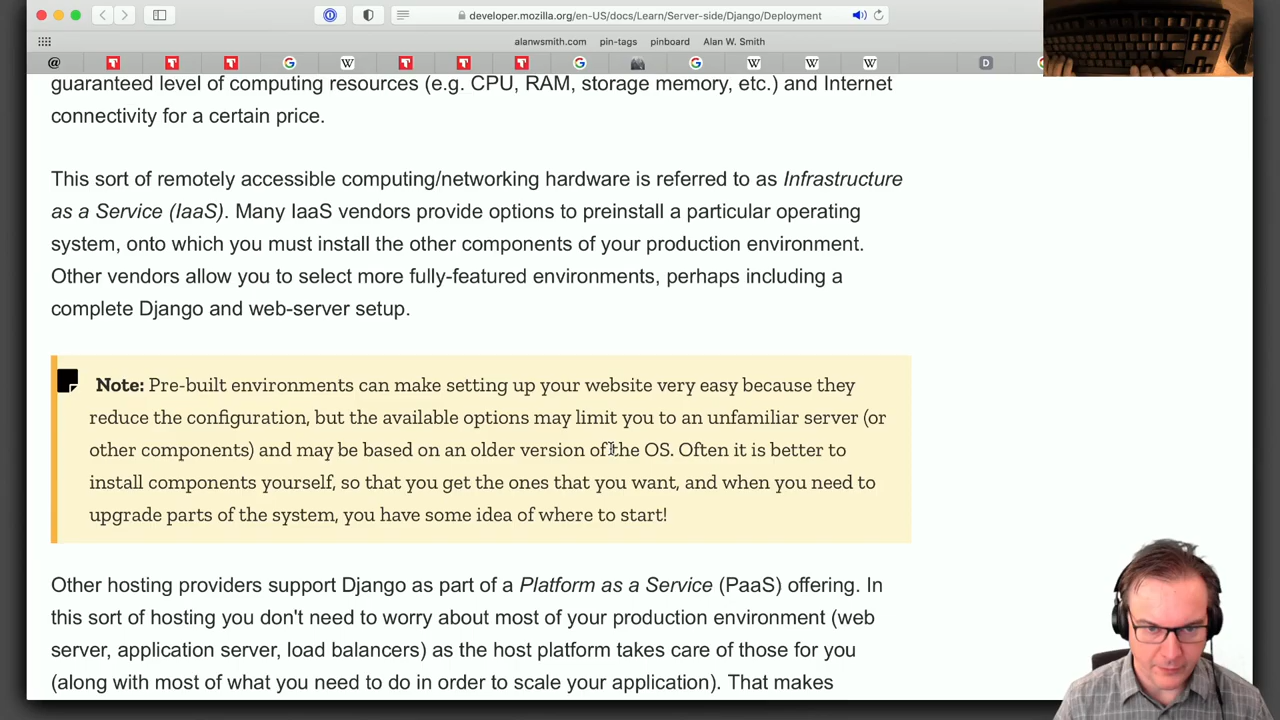 developer.mozilla.org/en-US/docs/Learn/Server-side/Django/Deployment
alanwsmith.com pin-tags pinboard Alan W. Smith
@ T T T G W T T T G G W W W D
guaranteed level of computing resources (e.g. CPU, RAM, storage memory, etc.) and Internet
connectivity for a certain price.
This sort of remotely accessible computing/networking hardware is referred to as Infrastructure
as a Service (IaaS). Many IaaS vendors provide options to preinstall a particular operating
system, onto which you must install the other components of your production environment.
Other vendors allow you to select more fully-featured environments, perhaps including a
complete Django and web-server setup.
Note: Pre-built environments can make setting up your website very easy because they
reduce the configuration, but the available options may limit you to an unfamiliar server (or
other components) and may be based on an older version of the OS. Often it is better to
install components yourself, so that you get the ones that you want, and when you need to
upgrade parts of the system, you have some idea of where to start!
Other hosting providers support Django as part of a Platform as a Service (PaaS) offering. In
this sort of hosting you don't need to worry about most of your production environment (web
server, application server, load balancers) as the host platform takes care of those for you
(along with most of what you need to do in order to scale your application). That makes